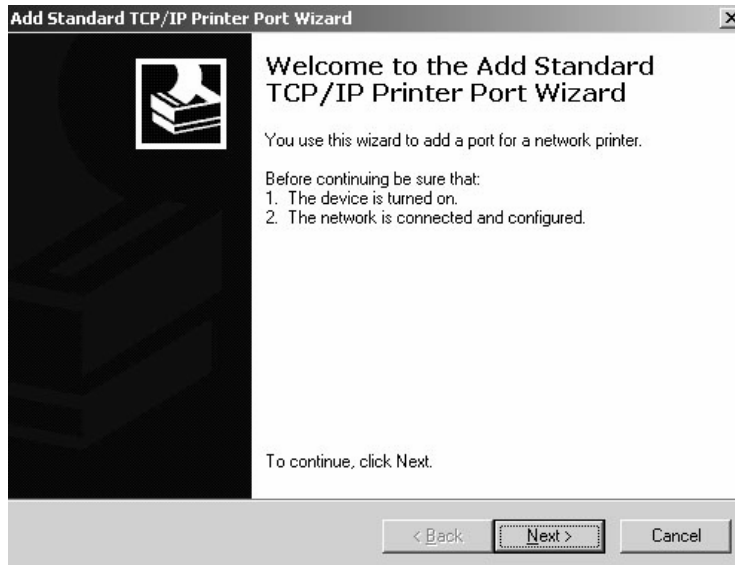 Add Standard TCP/IP Printer Port Wizard
Welcome to the Add Standard
TCP/IP Printer Port Wizard
You use this wizard to add a port for a network printer.
Before continuing be sure that:
1. The device is turned on.
2. The network is connected and configured.
To continue, click Next.
< Back Next > Cancel